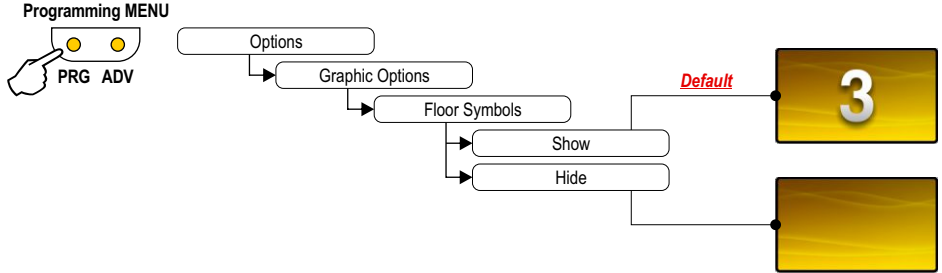 Programming MENU
PRG ADV
Options
Graphic Options
Floor Symbols
Show
Hide
Default
3